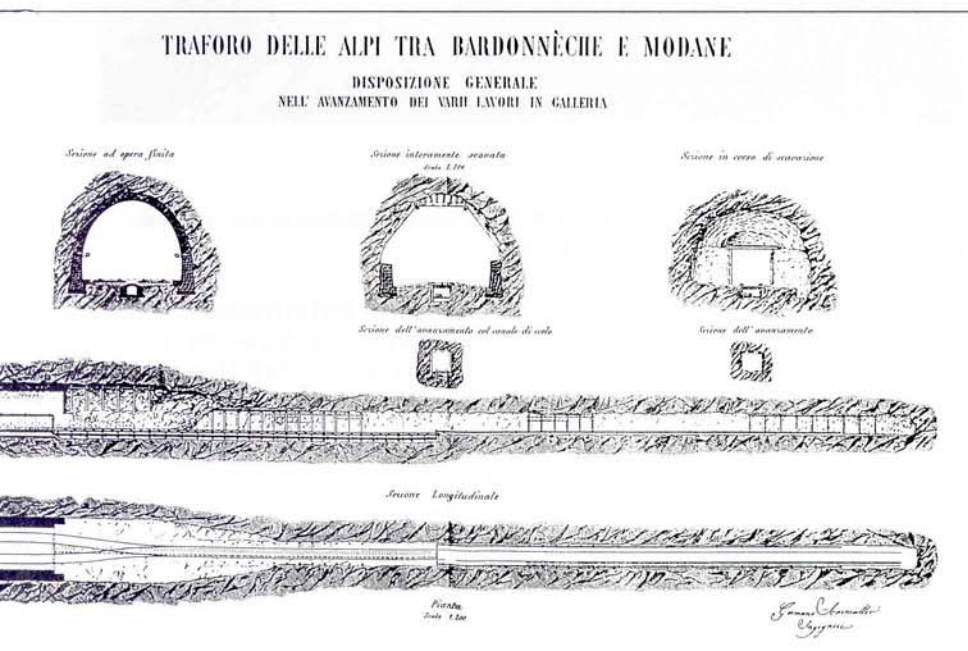 TRAFORO DELLE ALPI TRA BARDONNÈCHE E MODANE
DISPOSIZIONE GENERALE
NELL' AVANZAMENTO DEI VARII LAVORI IN GALLERIA
Sezione ad opera finita
Sezione interamente scavata
Scala 1:200
Sezione in corso di scavazione
Sezione dell'avanzamento col canale di scolo
Sezione dell'avanzamento
Sezione Longitudinale
Pianta
Scala 1:200
Ingegnere